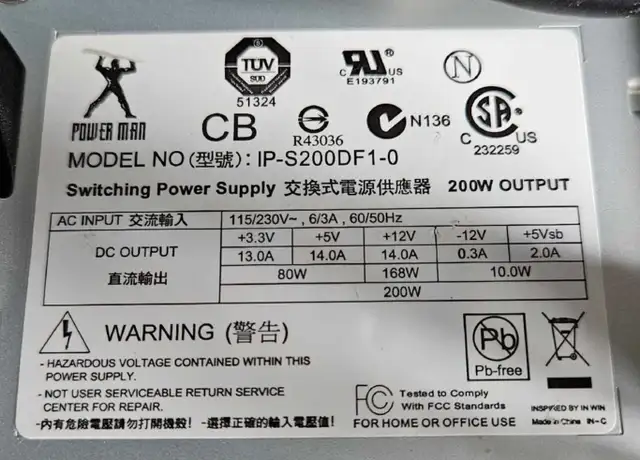 POWER MAN
TÜV
SÜD
51324
C US
E193791
N
CB
R43036
N136
SA
C US
232259
MODEL NO (型號): IP-S200DF1-0
Switching Power Supply 交換式電源供應器 200W OUTPUT
AC INPUT 交流輸入 115/230V~ , 6/3A , 60/50Hz
DC OUTPUT 直流輸出
+3.3V +5V +12V -12V +5Vsb
13.0A 14.0A 14.0A 0.3A 2.0A
80W 168W 10.0W
200W
WARNING (警告)
- HAZARDOUS VOLTAGE CONTAINED WITHIN THIS
POWER SUPPLY.
- NOT USER SERVICEABLE RETURN SERVICE
CENTER FOR REPAIR.
-內有危險電壓請勿打開機殼! -選擇正確的輸入電壓值!
Pb
Pb-free
FC Tested to Comply
With FCC Standards
FOR HOME OR OFFICE USE
INSPIRED BY IN WIN
Made in China IN-C